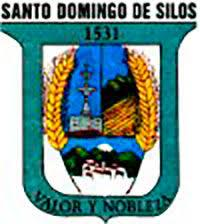 SANTO DOMINGO DE SILOS
1531
VALOR Y NOBLEZA